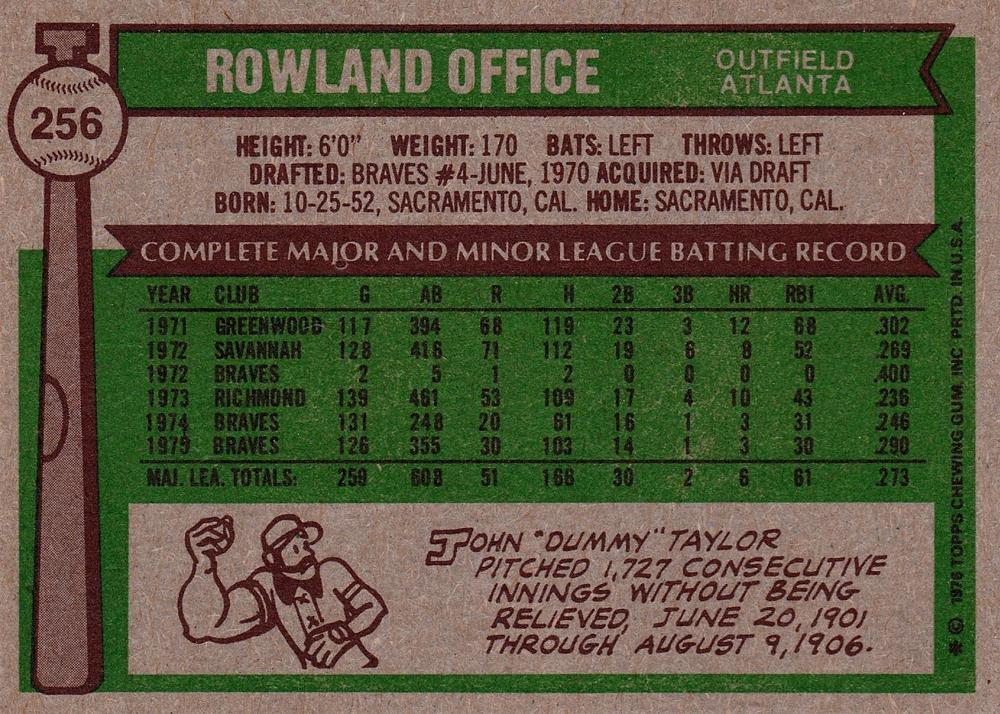 256
ROWLAND OFFICE
OUTFIELD
ATLANTA
HEIGHT: 6'0" WEIGHT: 170 BATS: LEFT THROWS: LEFT
DRAFTED: BRAVES #4-JUNE, 1970 ACQUIRED: VIA DRAFT
BORN: 10-25-52, SACRAMENTO, CAL. HOME: SACRAMENTO, CAL.
COMPLETE MAJOR AND MINOR LEAGUE BATTING RECORD
YEAR CLUB G AB R H 2B 3B HR RBI AVG.
1971 GREENWOOD 117 394 68 119 23 3 12 68 .302
1972 SAVANNAH 128 416 71 112 19 6 8 52 .269
1972 BRAVES 2 5 1 2 0 0 0 0 .400
1973 RICHMOND 139 461 53 109 17 4 10 43 .236
1974 BRAVES 131 248 20 61 16 1 3 31 .246
1975 BRAVES 126 355 30 103 14 1 3 30 .290
MAJ. LEA. TOTALS: 259 608 51 166 30 2 6 61 .273
JOHN "DUMMY" TAYLOR
PITCHED 1,727 CONSECUTIVE
INNINGS WITHOUT BEING
RELIEVED, JUNE 20, 1901
THROUGH AUGUST 9, 1906.
* © 1976 TOPPS CHEWING GUM. INC PRTD. IN U.S.A.